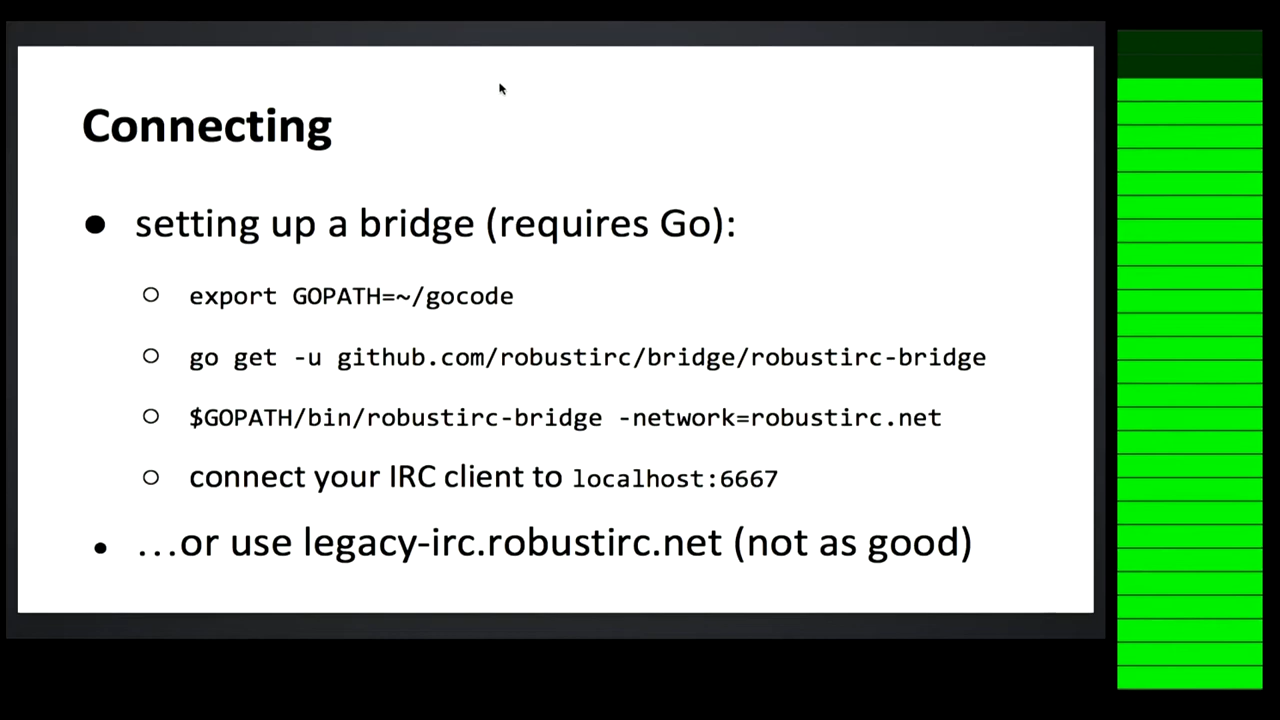 Connecting
● setting up a bridge (requires Go):
○ export GOPATH=~/gocode
○ go get -u github.com/robustirc/bridge/robustirc-bridge
○ $GOPATH/bin/robustirc-bridge -network=robustirc.net
○ connect your IRC client to localhost:6667
● …or use legacy-irc.robustirc.net (not as good)